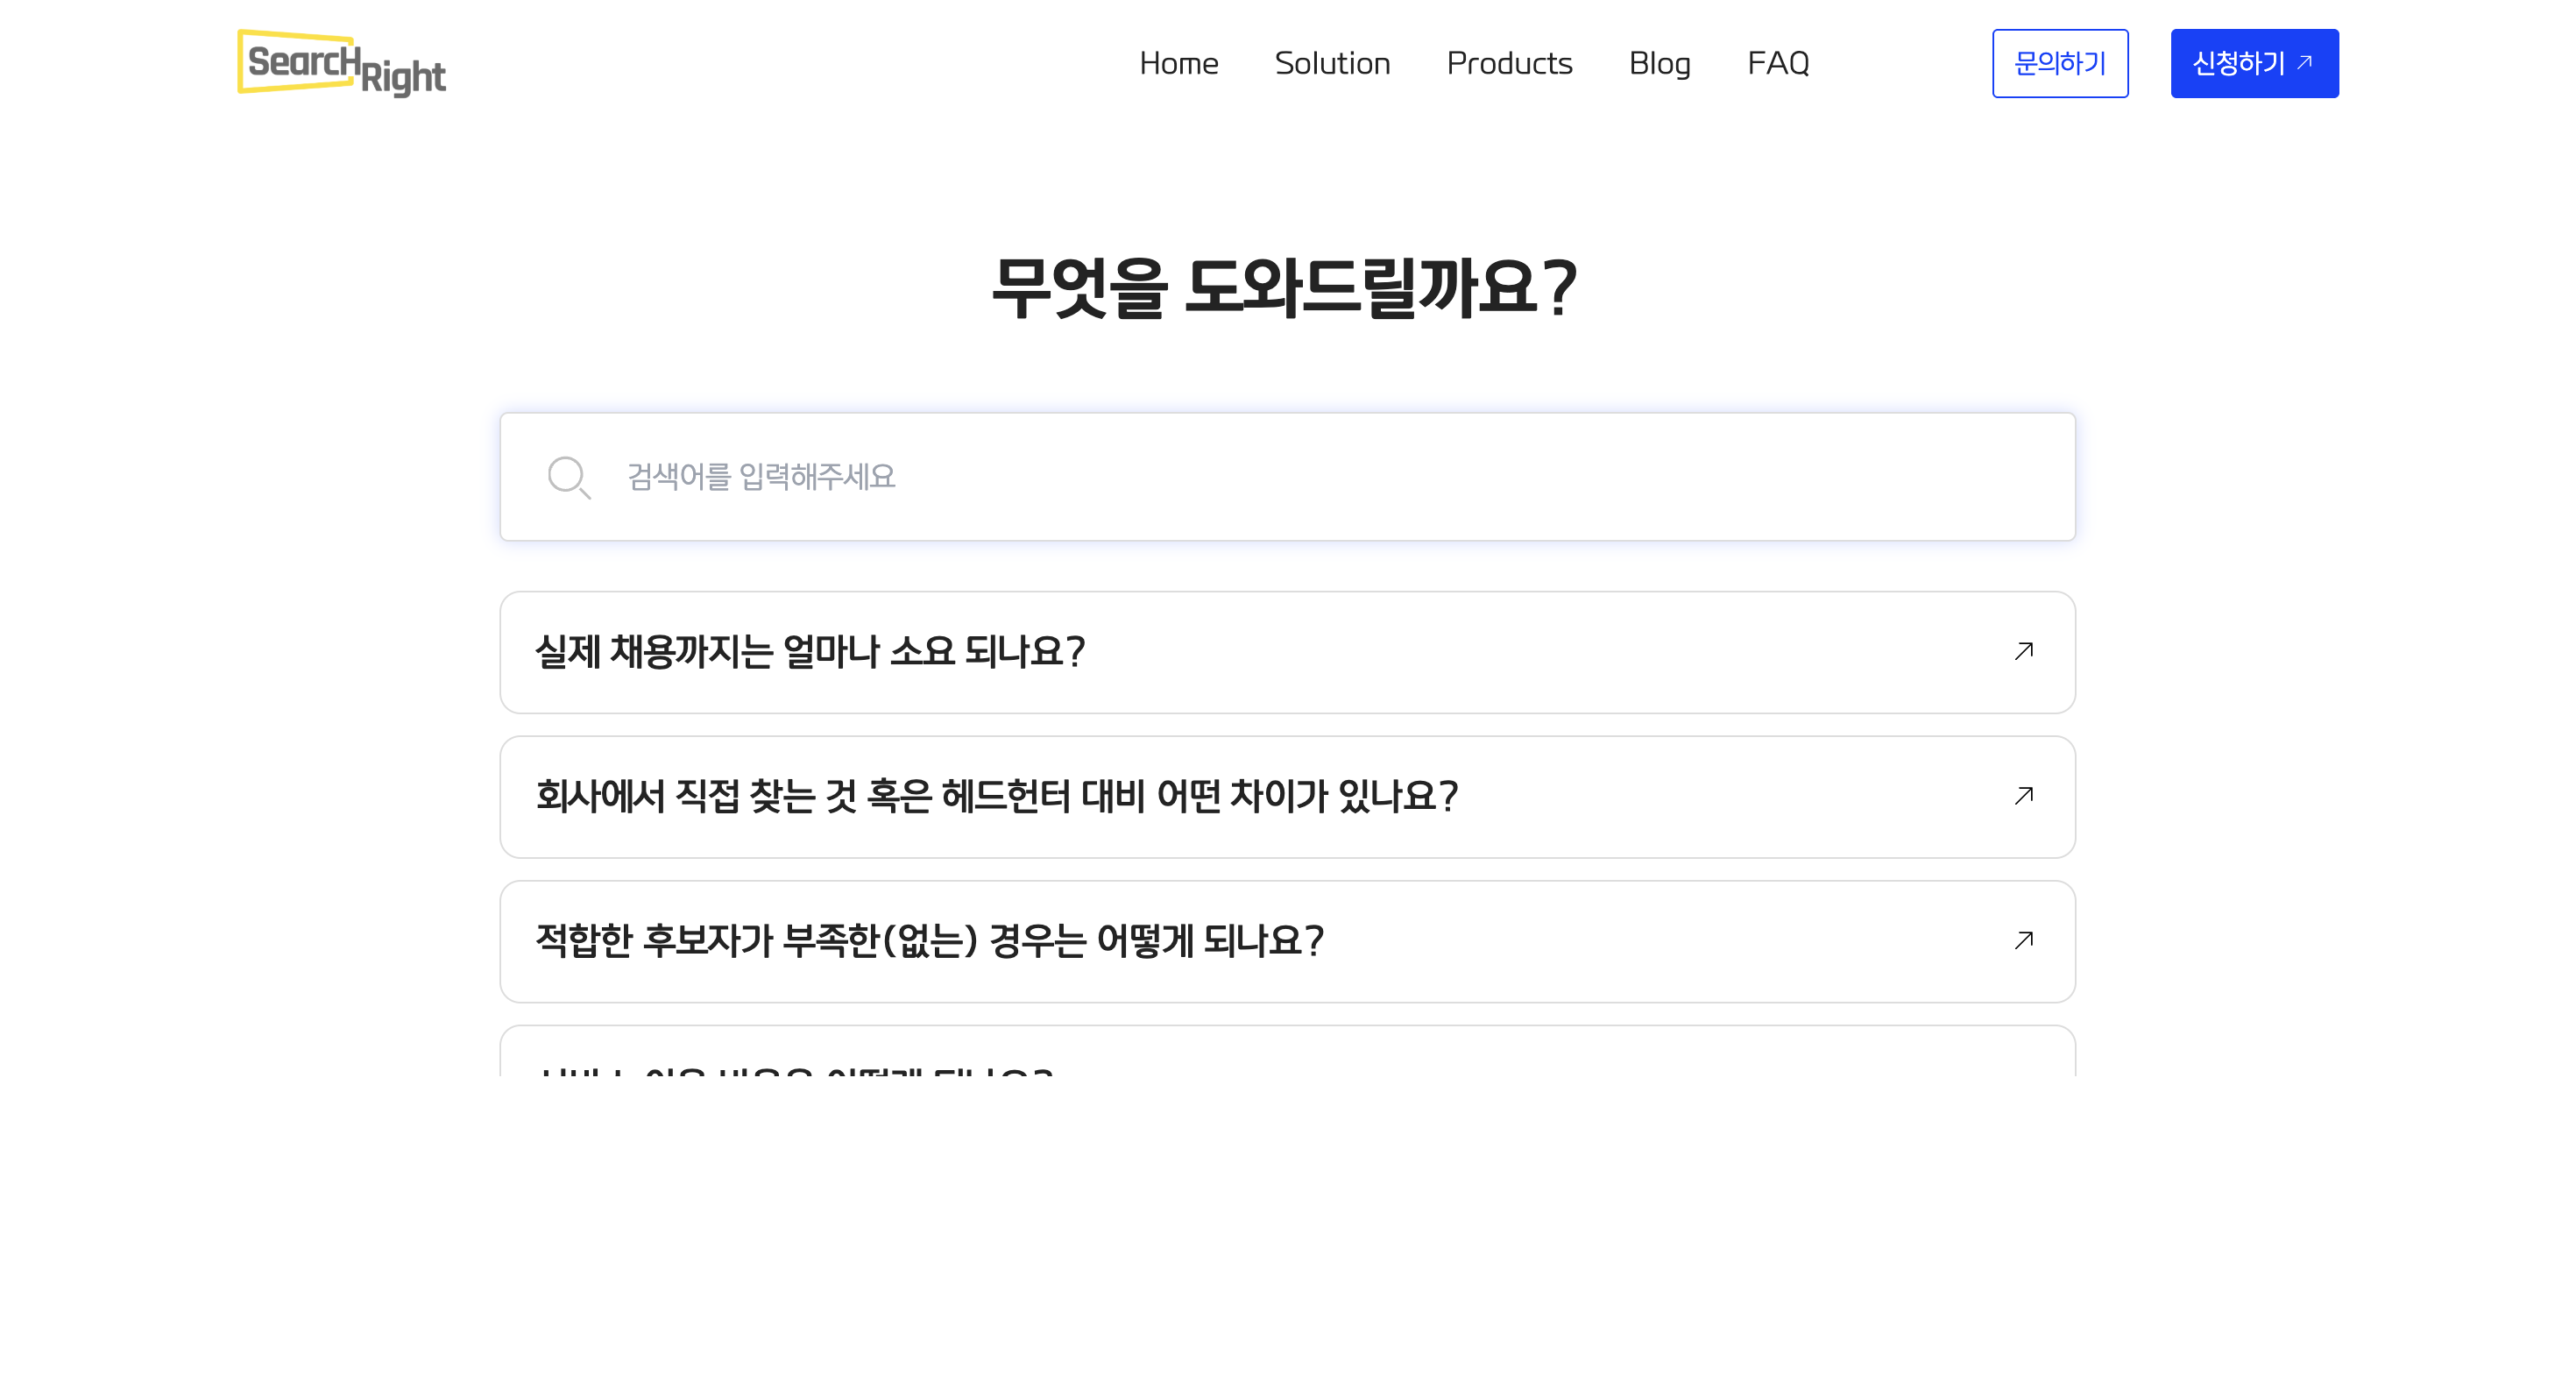 SearcH Right
Home Solution Products Blog FAQ 문의하기 신청하기
무엇을 도와드릴까요?
검색어를 입력해주세요
실제 채용까지는 얼마나 소요 되나요?
회사에서 직접 찾는 것 혹은 헤드헌터 대비 어떤 차이가 있나요?
적합한 후보자가 부족한(없는) 경우는 어떻게 되나요?